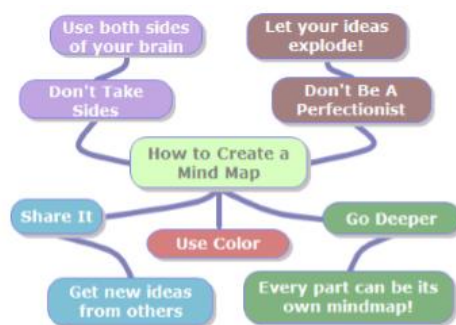 Use both sides
of your brain
Let your ideas
explode!
Don't Take
Sides
Don't Be A
Perfectionist
How to Create a
Mind Map
Share It
Use Color
Go Deeper
Get new ideas
from others
Every part can be its
own mindmap!